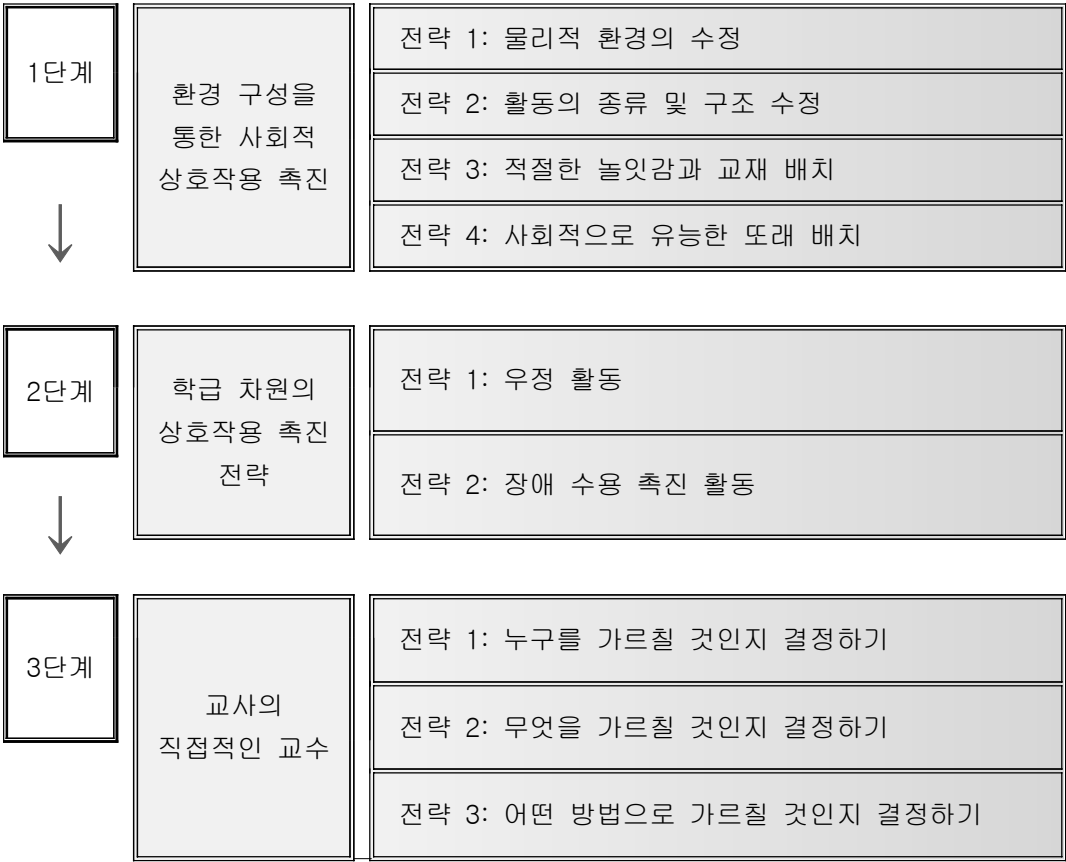 1단계
환경 구성을
통한 사회적
상호작용 촉진
전략 1: 물리적 환경의 수정
전략 2: 활동의 종류 및 구조 수정
전략 3: 적절한 놀잇감과 교재 배치
전략 4: 사회적으로 유능한 또래 배치
2단계
학급 차원의
상호작용 촉진
전략
전략 1: 우정 활동
전략 2: 장애 수용 촉진 활동
3단계
교사의
직접적인 교수
전략 1: 누구를 가르칠 것인지 결정하기
전략 2: 무엇을 가르칠 것인지 결정하기
전략 3: 어떤 방법으로 가르칠 것인지 결정하기